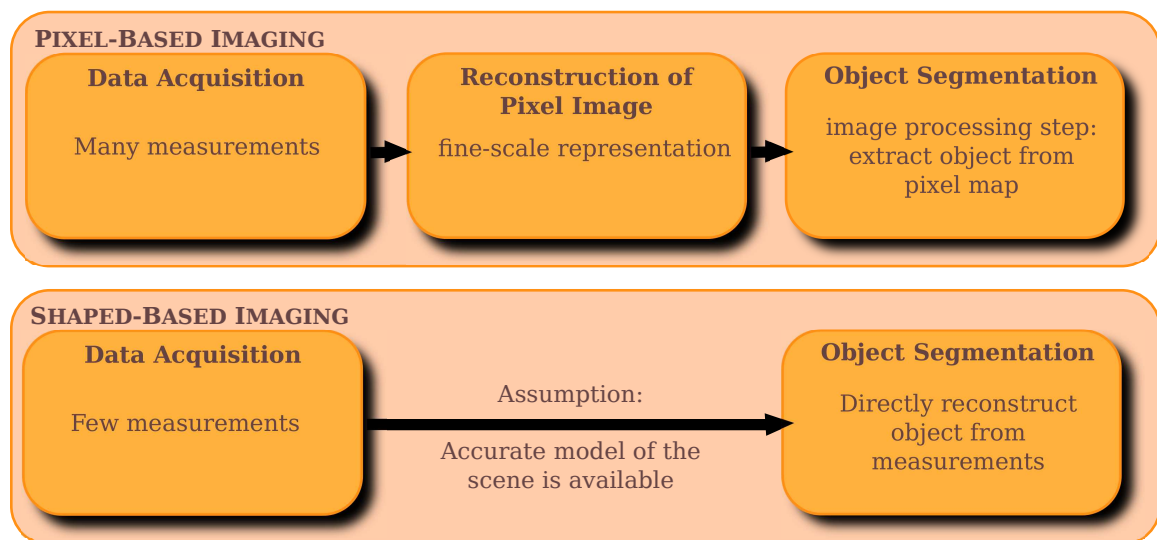 PIXEL-BASED IMAGING
Data Acquisition
Many measurements
Reconstruction of
Pixel Image
fine-scale representation
Object Segmentation
image processing step:
extract object from
pixel map
SHAPED-BASED IMAGING
Data Acquisition
Few measurements
Assumption:
Accurate model of the
scene is available
Object Segmentation
Directly reconstruct
object from
measurements